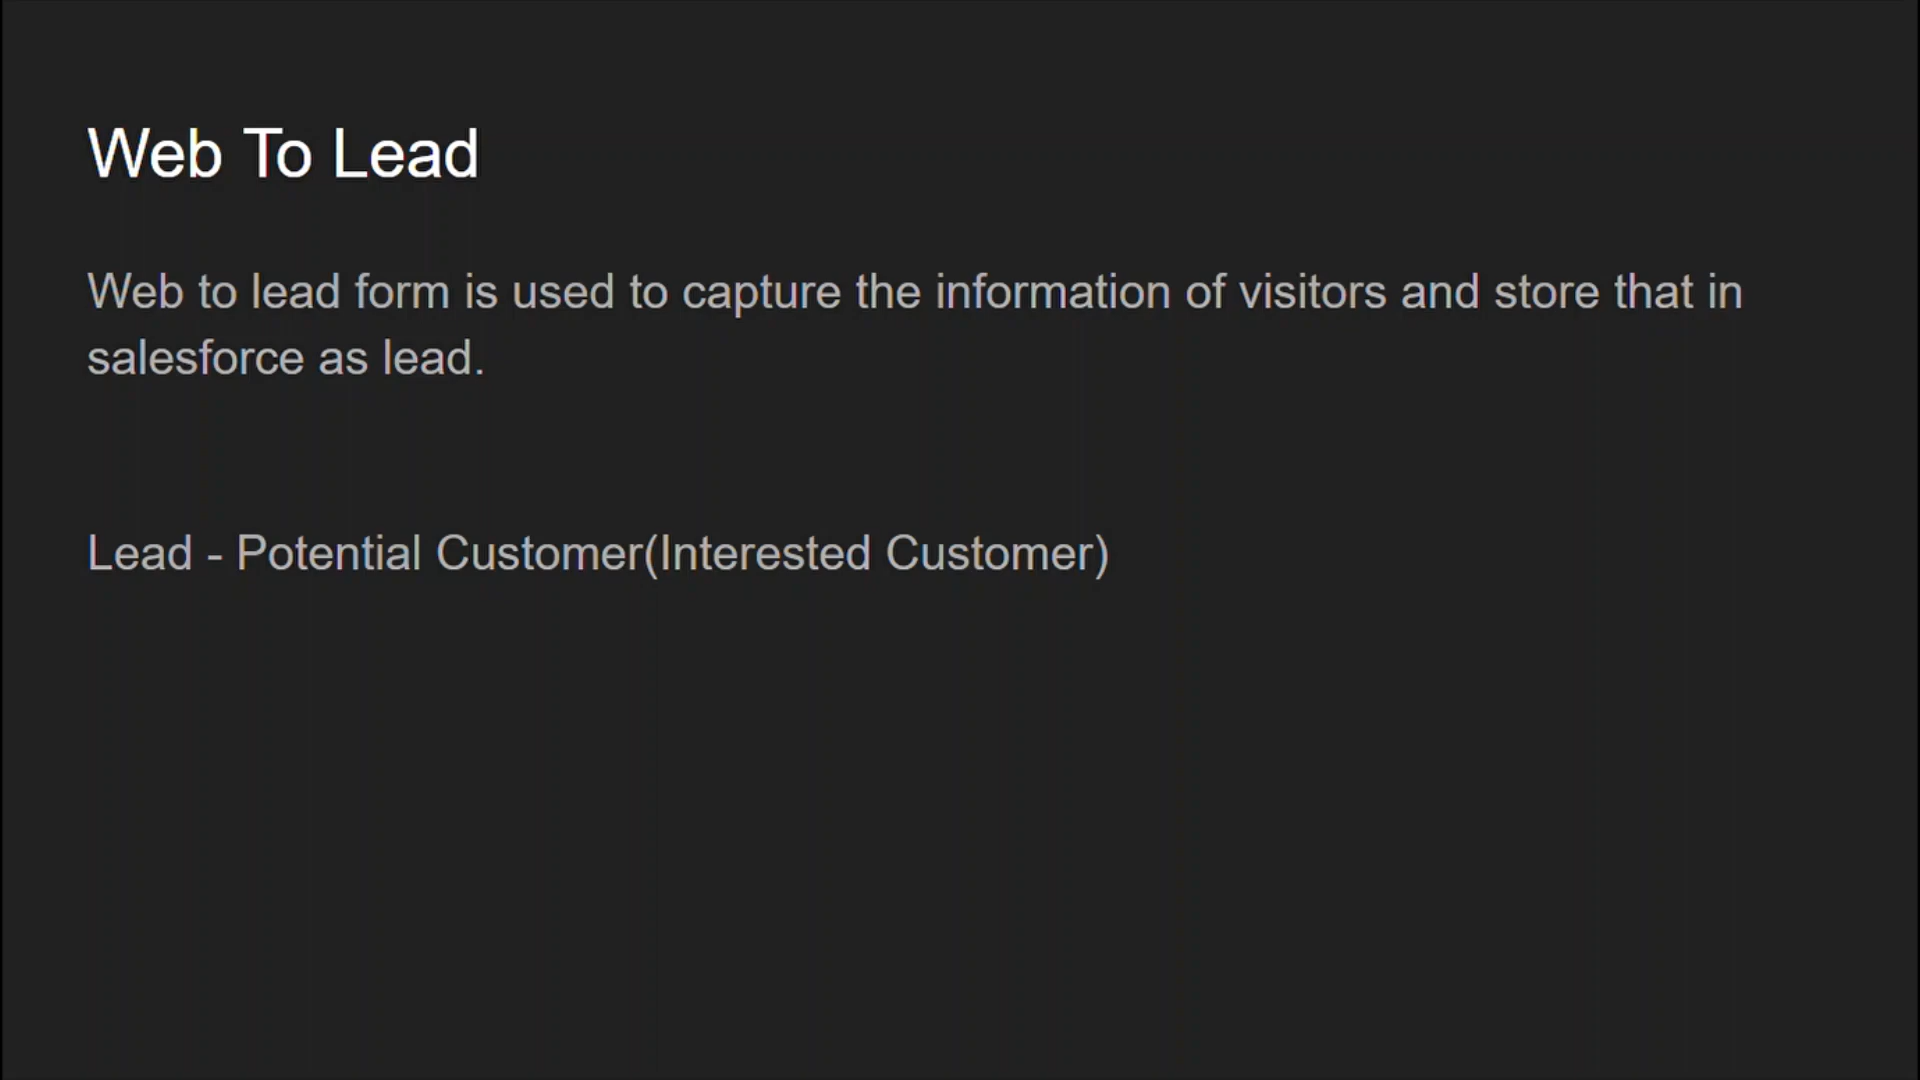 Web To Lead
Web to lead form is used to capture the information of visitors and store that in
salesforce as lead.
Lead - Potential Customer(Interested Customer)